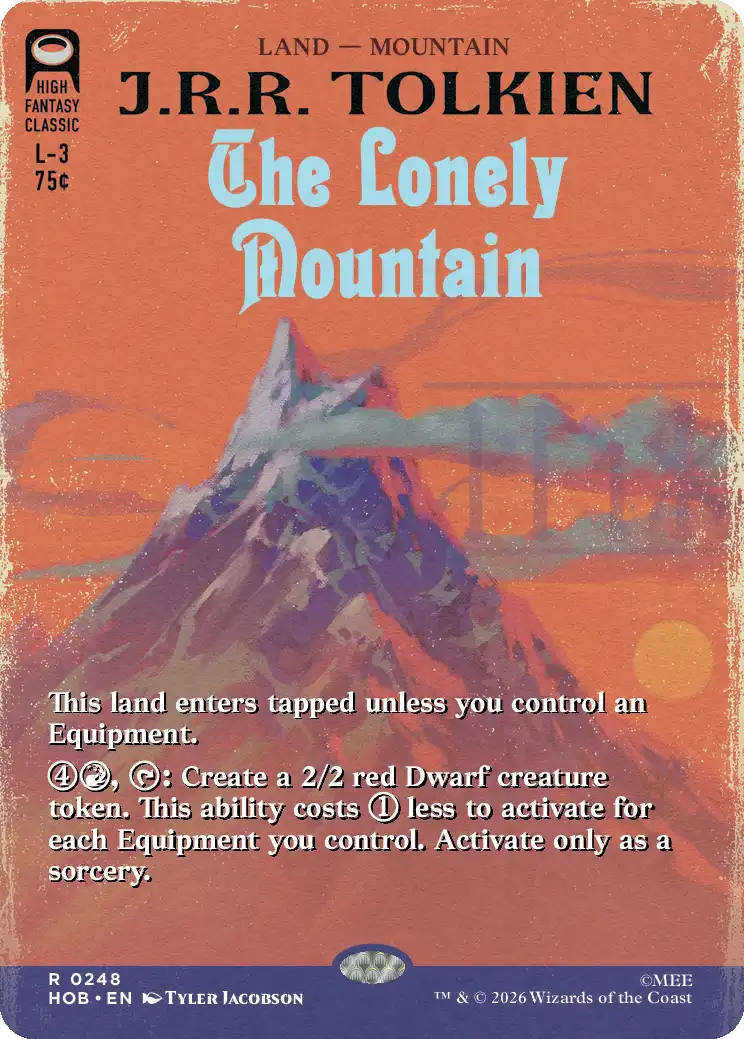 LAND — MOUNTAIN
J.R.R. TOLKIEN
HIGH
FANTASY
CLASSIC
L-3
75¢
The Lonely
Mountain
This land enters tapped unless you control an
Equipment.
④Ⓡ, Ⓣ: Create a 2/2 red Dwarf creature
token. This ability costs ① less to activate for
each Equipment you control. Activate only as a
sorcery.
R 0248
HOB • EN TYLER JACOBSON
©MEE
™ & © 2026 Wizards of the Coast